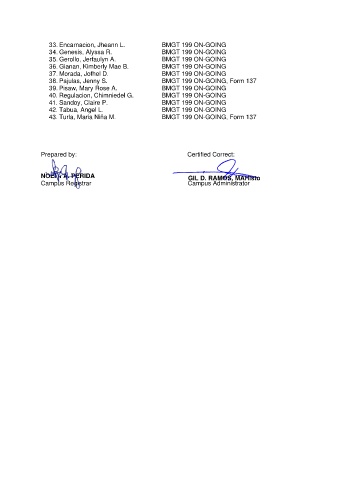 33. Encarnacion, Jheann L. BMGT 199 ON-GOING
34. Genesis, Alyssa R. BMGT 199 ON-GOING
35. Gerollo, Jerfaulyn A. BMGT 199 ON-GOING
36. Gianan, Kimberly Mae B. BMGT 199 ON-GOING
37. Morada, Jolhel D. BMGT 199 ON-GOING
38. Pajulas, Jenny S. BMGT 199 ON-GOING, Form 137
39. Pisaw, Mary Rose A. BMGT 199 ON-GOING
40. Regulacion, Chimniedel G. BMGT 199 ON-GOING
41. Sandoy, Claire P. BMGT 199 ON-GOING
42. Tabua, Angel L. BMGT 199 ON-GOING
43. Turla, Maria Niña M. BMGT 199 ON-GOING, Form 137
Prepared by: Certified Correct:
PERIDA GIL D. RAMOS,
Campus Registrar Campus Administrator